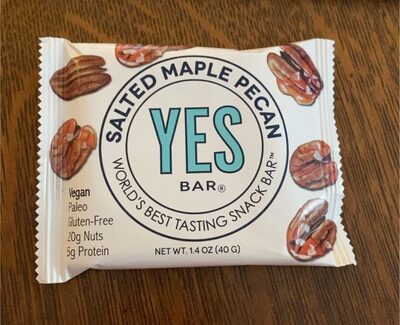 SALTED MAPLE PECAN
YES
BAR®
WORLD'S BEST TASTING SNACK BAR™
Vegan
Paleo
Gluten-Free
20g Nuts
5g Protein
NET WT. 1.4 OZ (40 G)